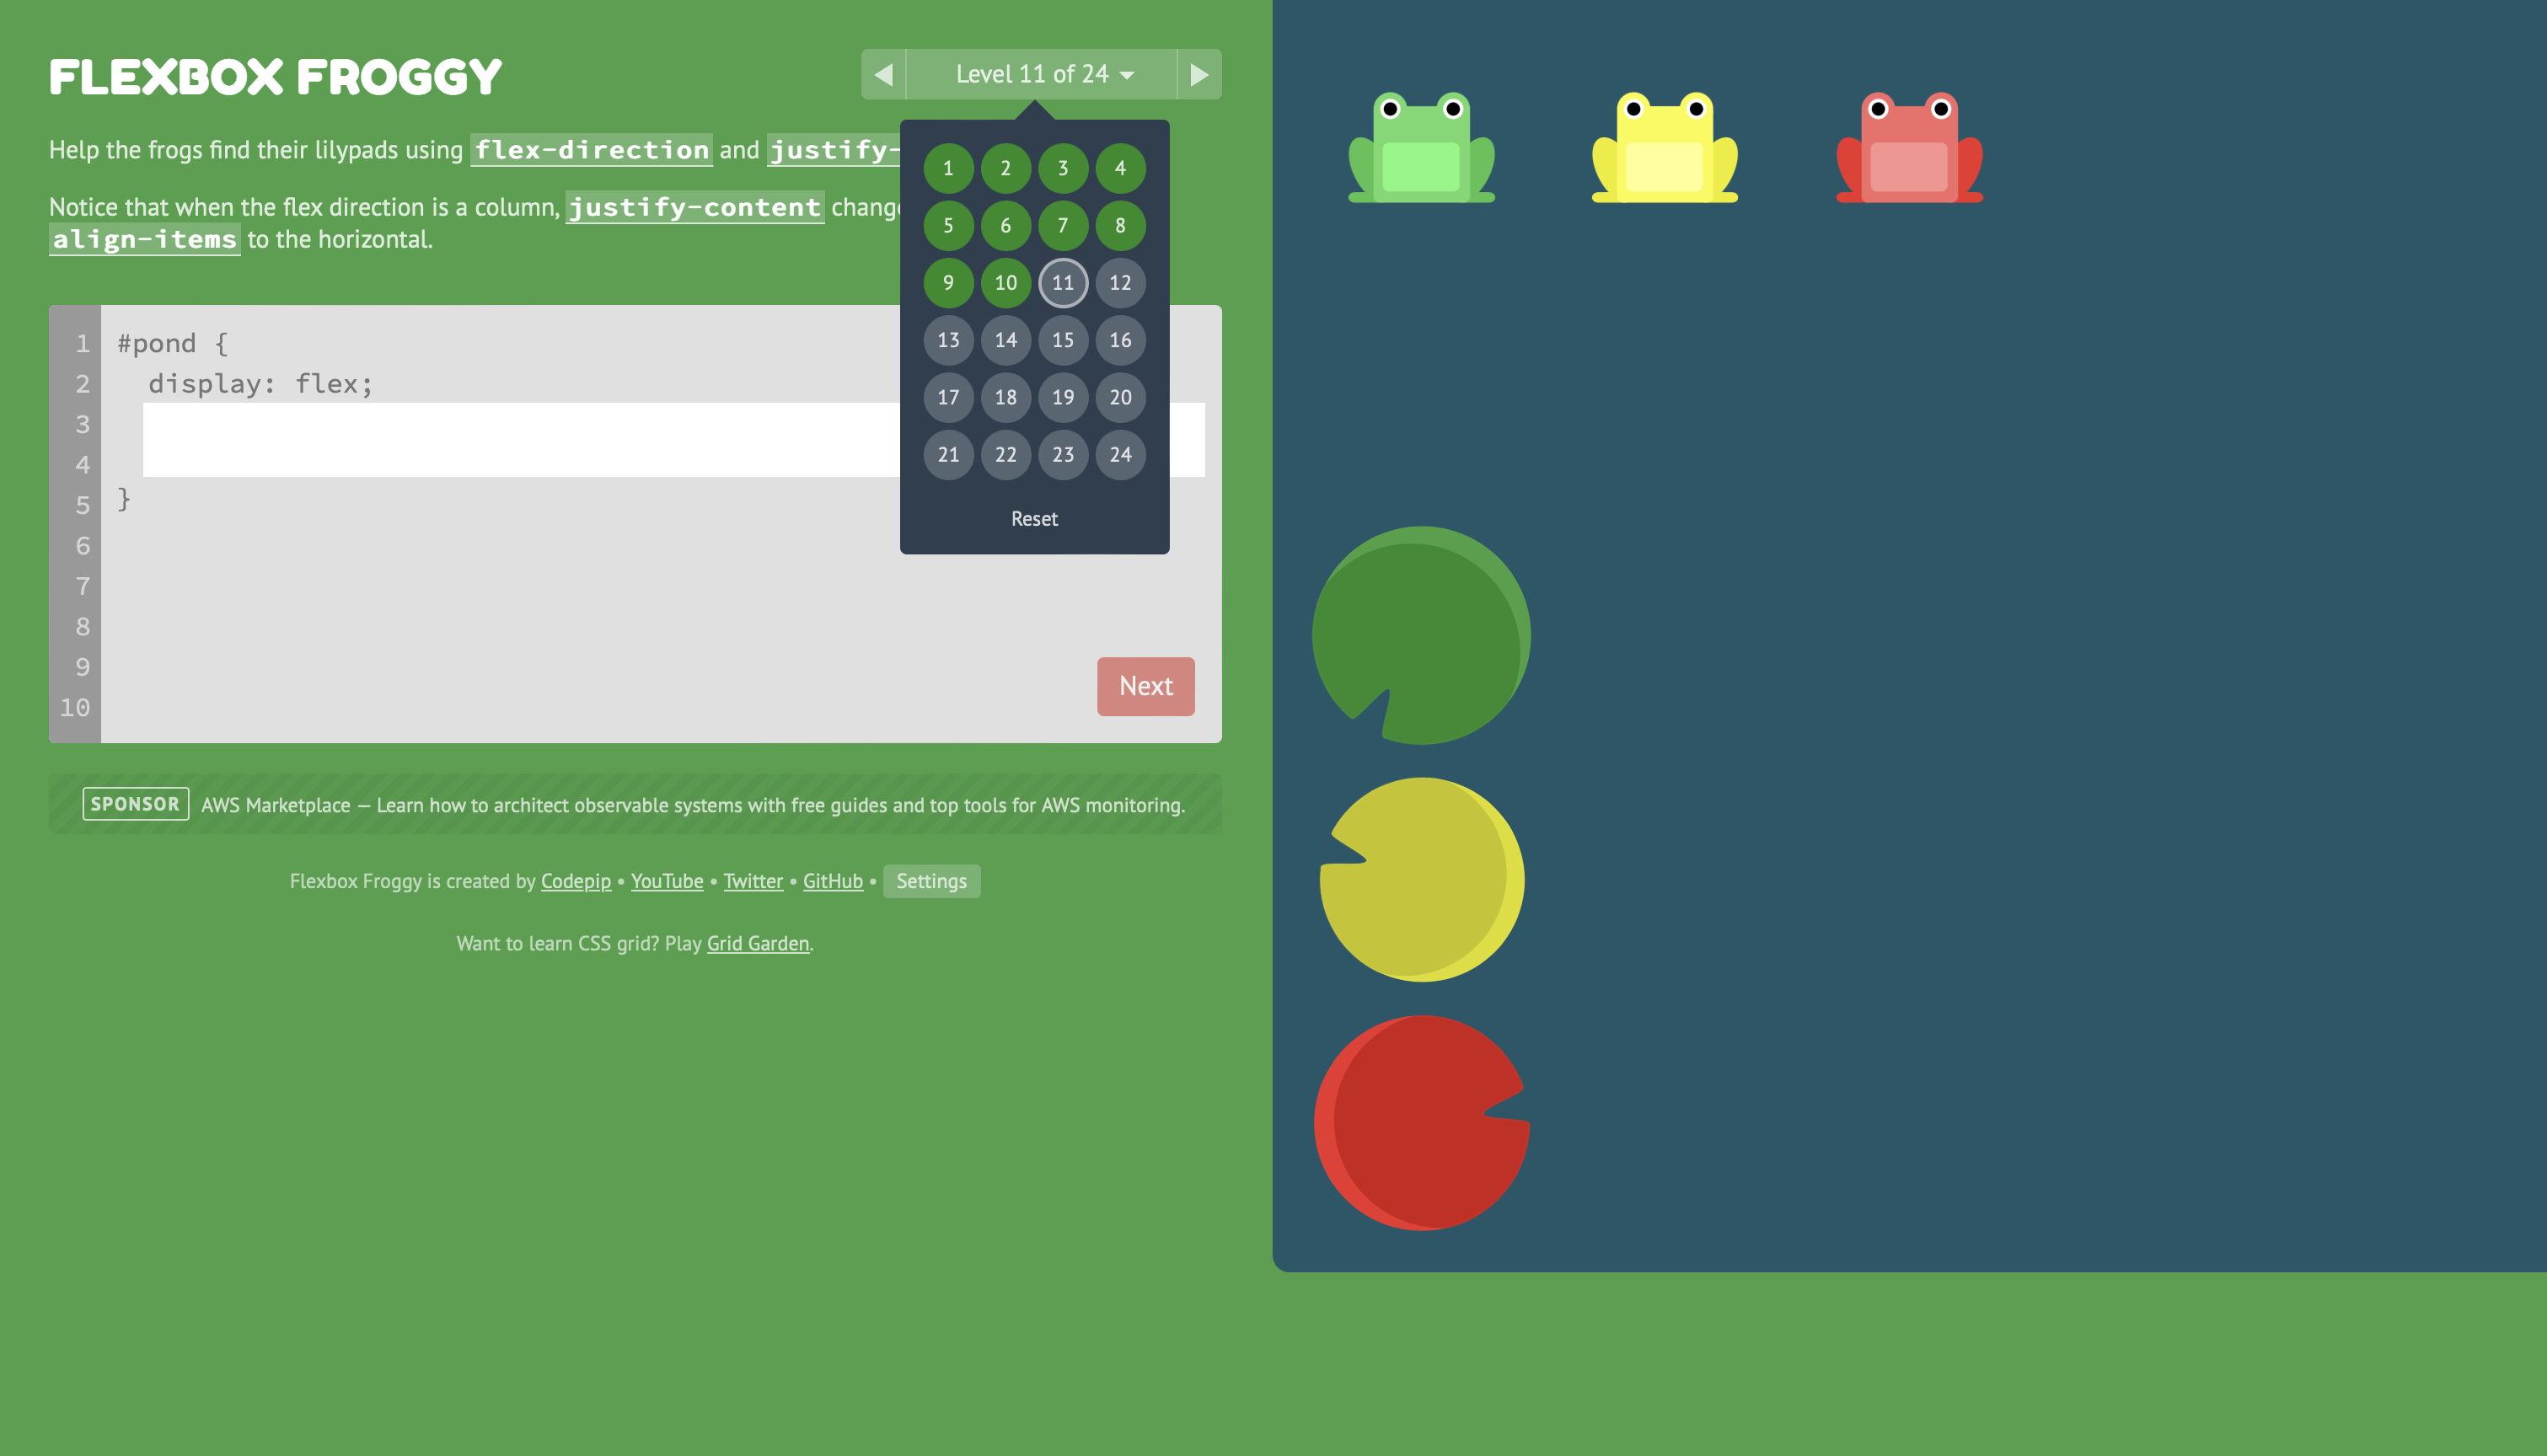 FLEXBOX FROGGY
Level 11 of 24
Help the frogs find their lilypads using flex-direction and justify-
Notice that when the flex direction is a column, justify-content
align-items to the horizontal.
1 2 3 4
5 6 7 8
9 10 11 12
13 14 15 16
17 18 19 20
21 22 23 24
Reset
1 #pond {
2 display: flex;
3
4
5 }
6
7
8
9
10
Next
SPONSOR AWS Marketplace — Learn how to architect observable systems with free guides and top tools for AWS monitoring.
Flexbox Froggy is created by Codepip • YouTube • Twitter • GitHub • Settings
Want to learn CSS grid? Play Grid Garden.